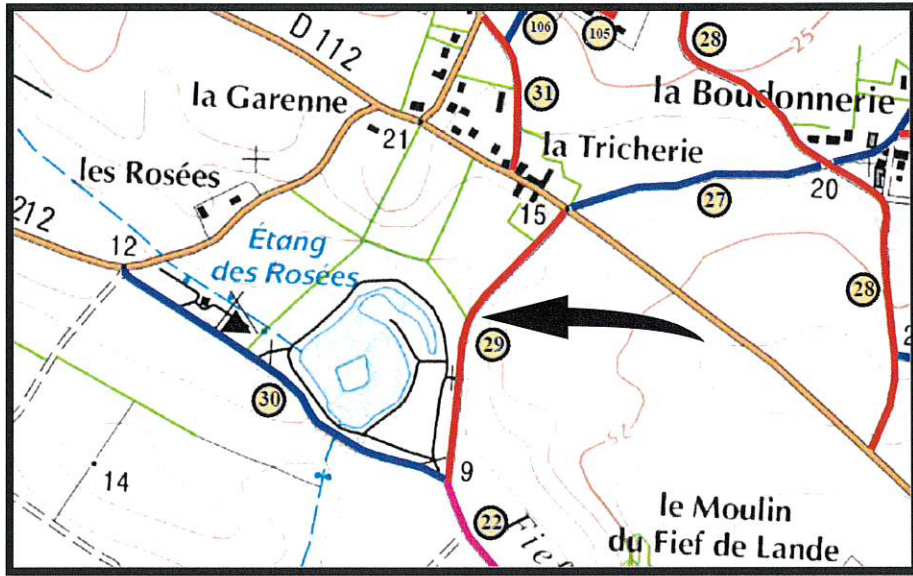 106
105
28
25
D 112
31
la Garenne
la Boudonnerie
21
la Tricherie
les Rosées
20
27
212
15
12
Étang
des Rosées
28
29
30
9
14
22
le Moulin
du Fief de Lande